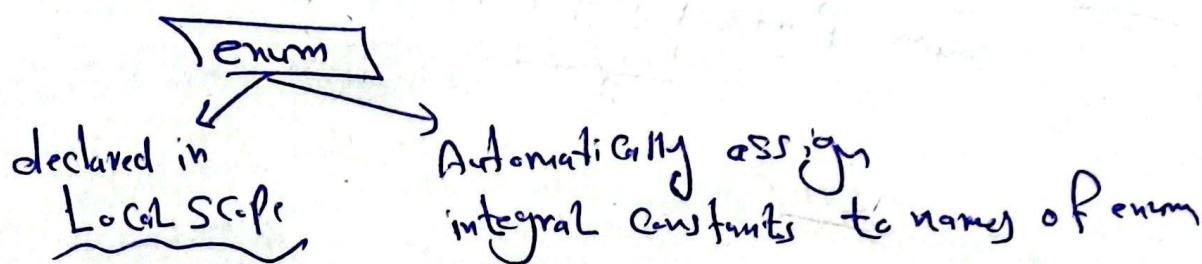 enum
declared in
Local Scope
Automatically assign
integral constants to names of enum